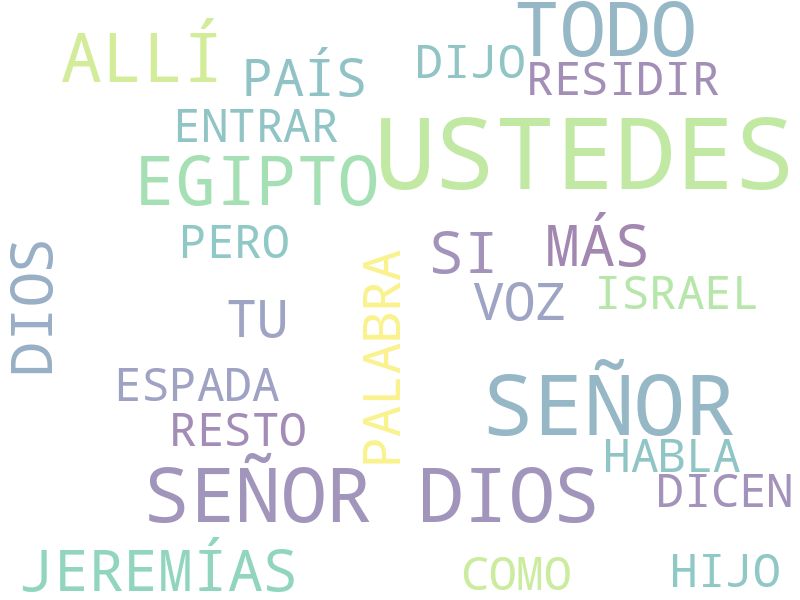 TODO
ALLÍ
PAÍS
DIJO
RESIDIR
ENTRAR
USTEDES
EGIPTO
PERO
SI
MÁS
DIOS
PALABRA
VOZ
ISRAEL
TU
ESPADA
SEÑOR
RESTO
HABLA
SEÑOR DIOS
DICEN
JEREMÍAS
COMO
HIJO